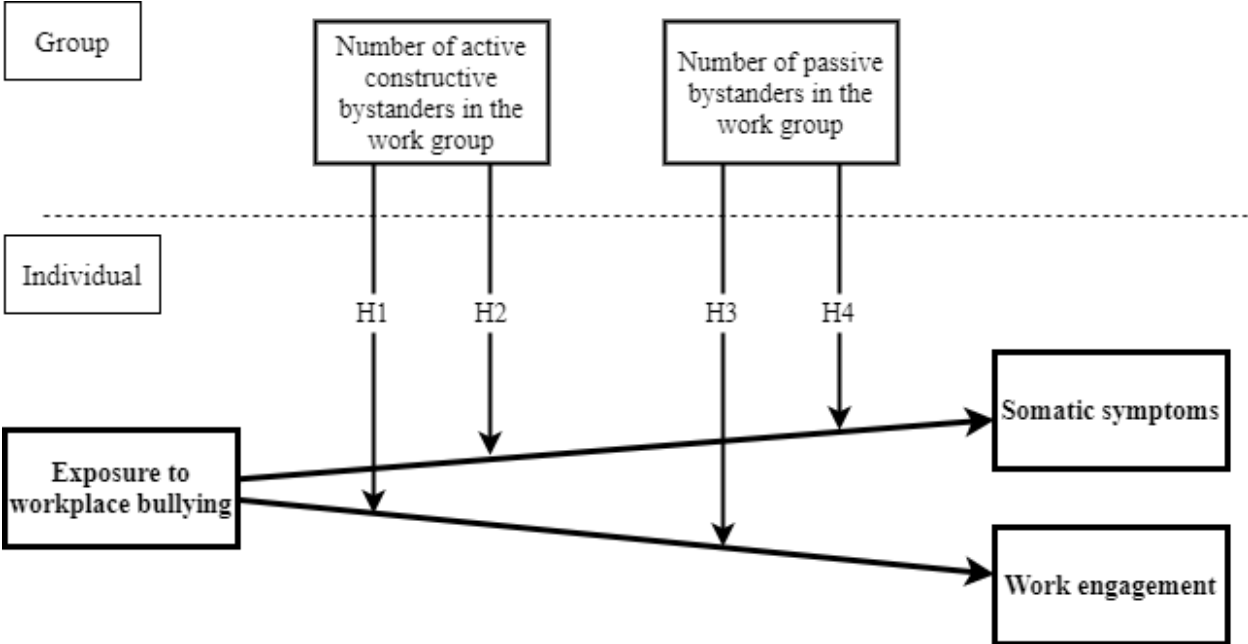 Group
Number of active
constructive
bystanders in the
work group
Number of passive
bystanders in the
work group
Individual
H1
H2
H3
H4
Somatic symptoms
Exposure to
workplace bullying
Work engagement